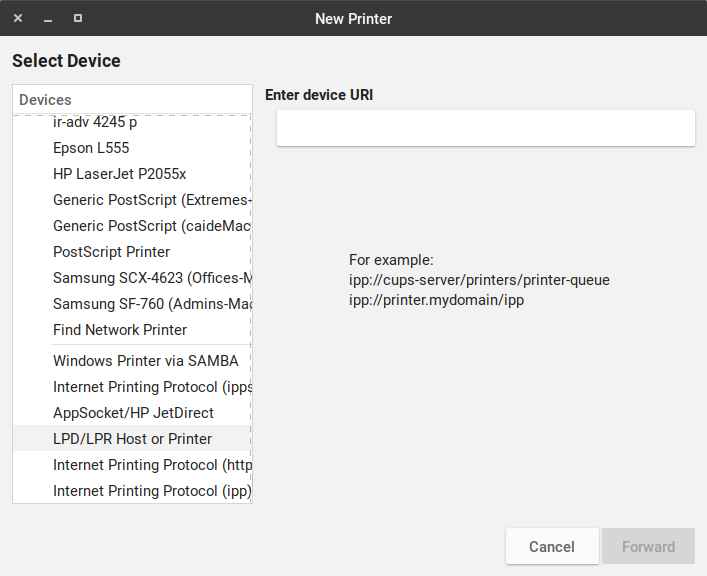 New Printer
Select Device
Devices
ir-adv 4245 p
Epson L555
HP LaserJet P2055x
Generic PostScript (Extremes-
Generic PostScript (caideMac
PostScript Printer
Samsung SCX-4623 (Offices-M
Samsung SF-760 (Admins-Mac
Find Network Printer
Windows Printer via SAMBA
Internet Printing Protocol (ipps
AppSocket/HP JetDirect
LPD/LPR Host or Printer
Internet Printing Protocol (http
Internet Printing Protocol (ipp)
Enter device URI
For example:
ipp://cups-server/printers/printer-queue
ipp://printer.mydomain/ipp
Cancel
Forward